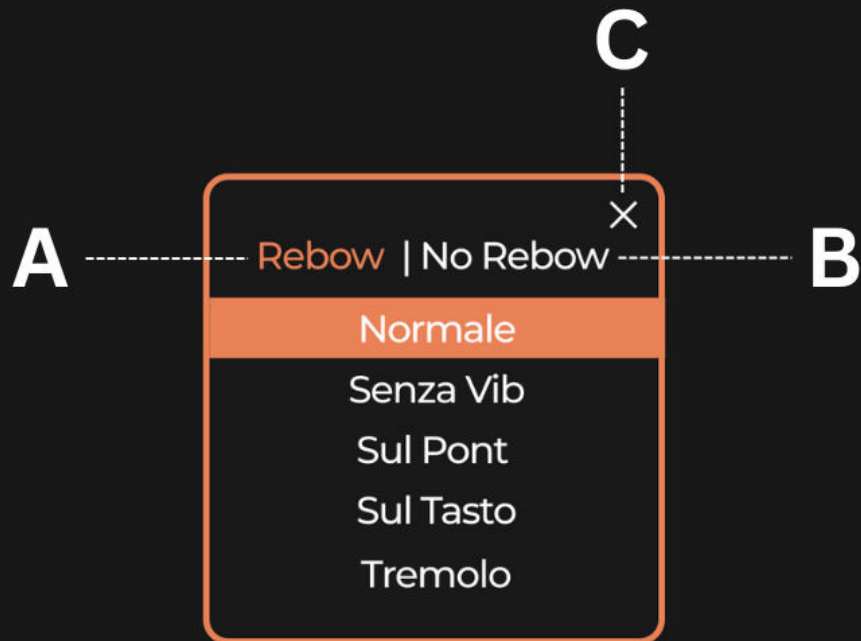 C
A
Rebow | No Rebow
B
Normale
Senza Vib
Sul Pont
Sul Tasto
Tremolo